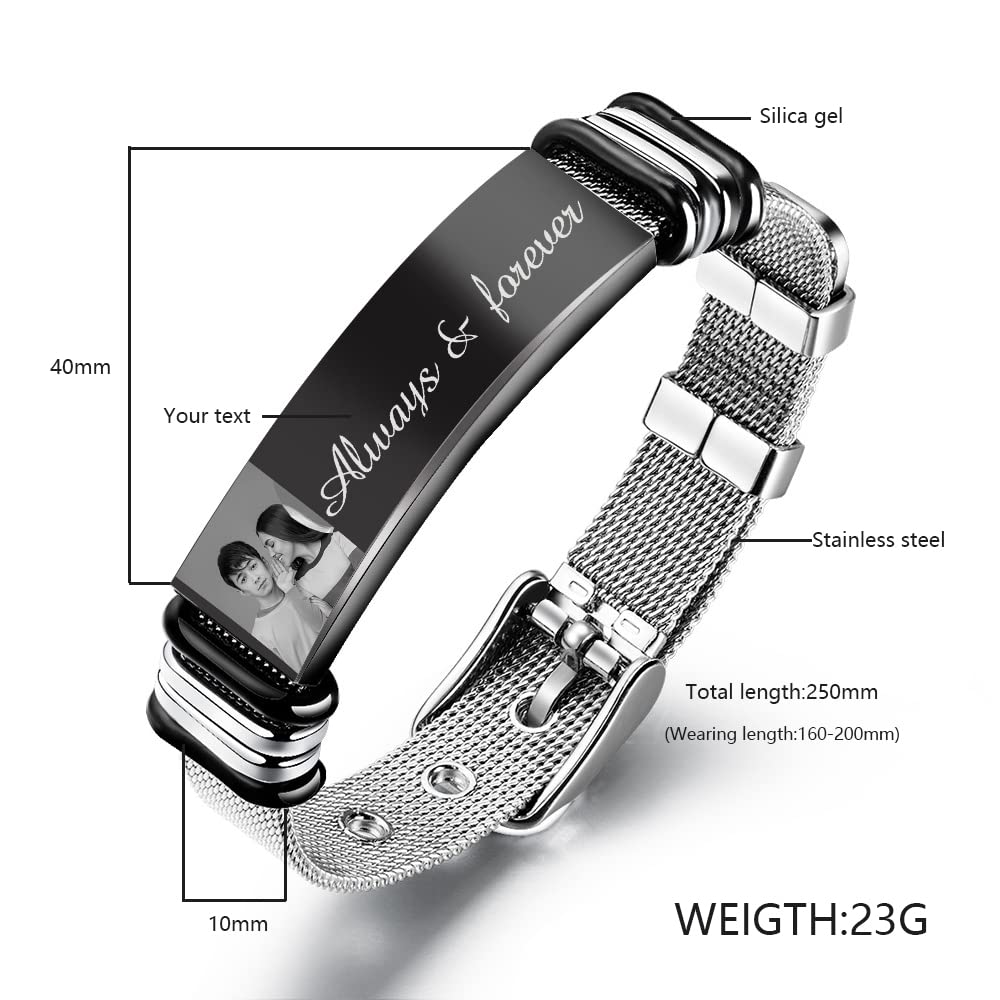 Silica gel
40mm
Your text
Always & forever
Stainless steel
Total length:250mm
(Wearing length:160-200mm)
10mm
WEIGTH:23G